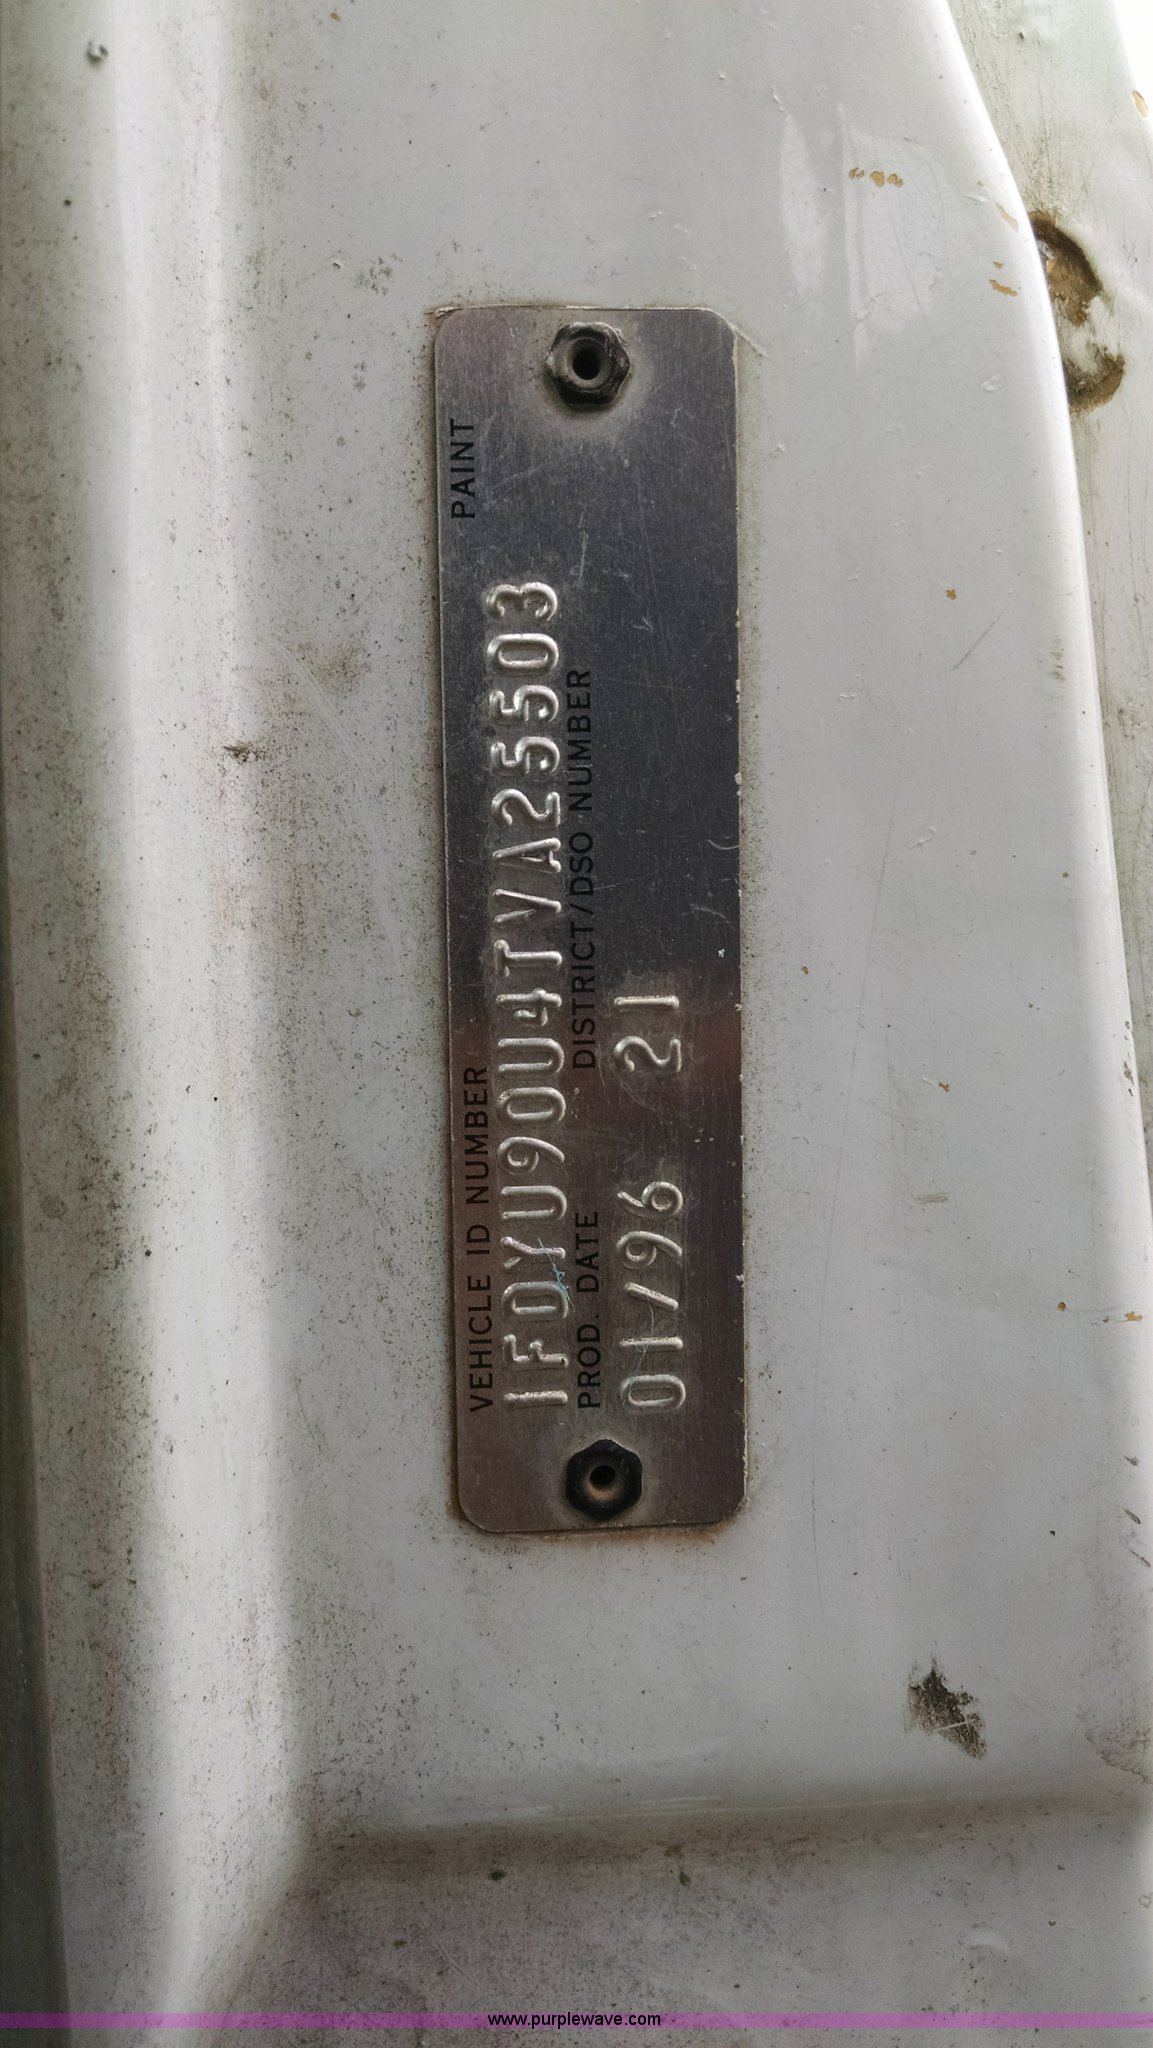 VEHICLE ID NUMBER PAINT
1FDYU90U4TVA25503
PROD. DATE DISTRICT/DSO NUMBER
01/96 21
www.purplewave.com